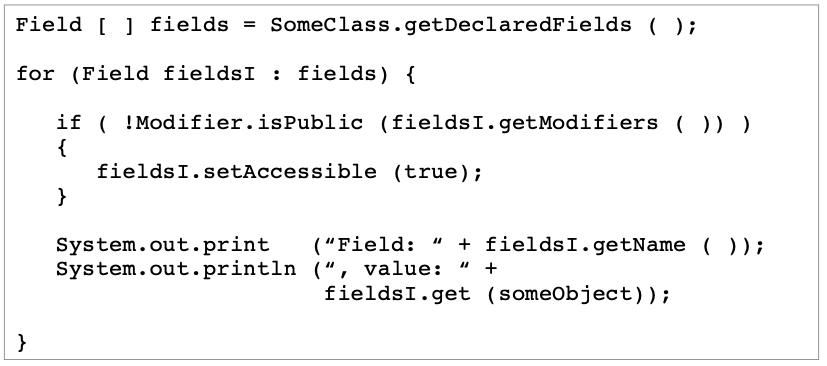 Field [ ] fields = SomeClass.getDeclaredFields ( );
for (Field fieldsI : fields) {
if ( !Modifier.isPublic (fieldsI.getModifiers ( )) )
{
fieldsI.setAccessible (true);
}
System.out.print (“Field: “ + fieldsI.getName ( ));
System.out.println (“, value: “ +
fieldsI.get (someObject));
}